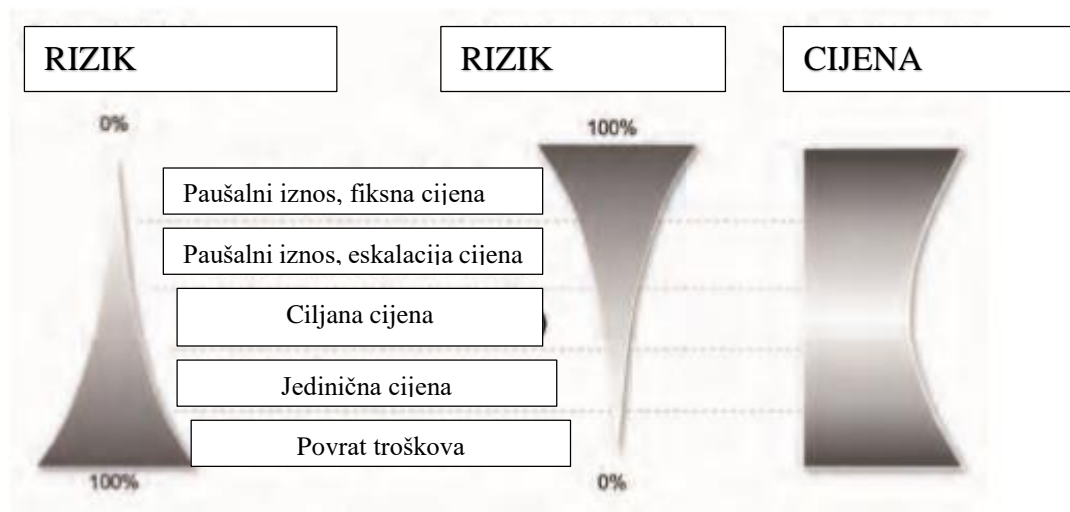 RIZIK
RIZIK
CIJENA
0%
100%
Paušalni iznos, fiksna cijena
Paušalni iznos, eskalacija cijena
Ciljana cijena
Jedinična cijena
Povrat troškova
100%
0%